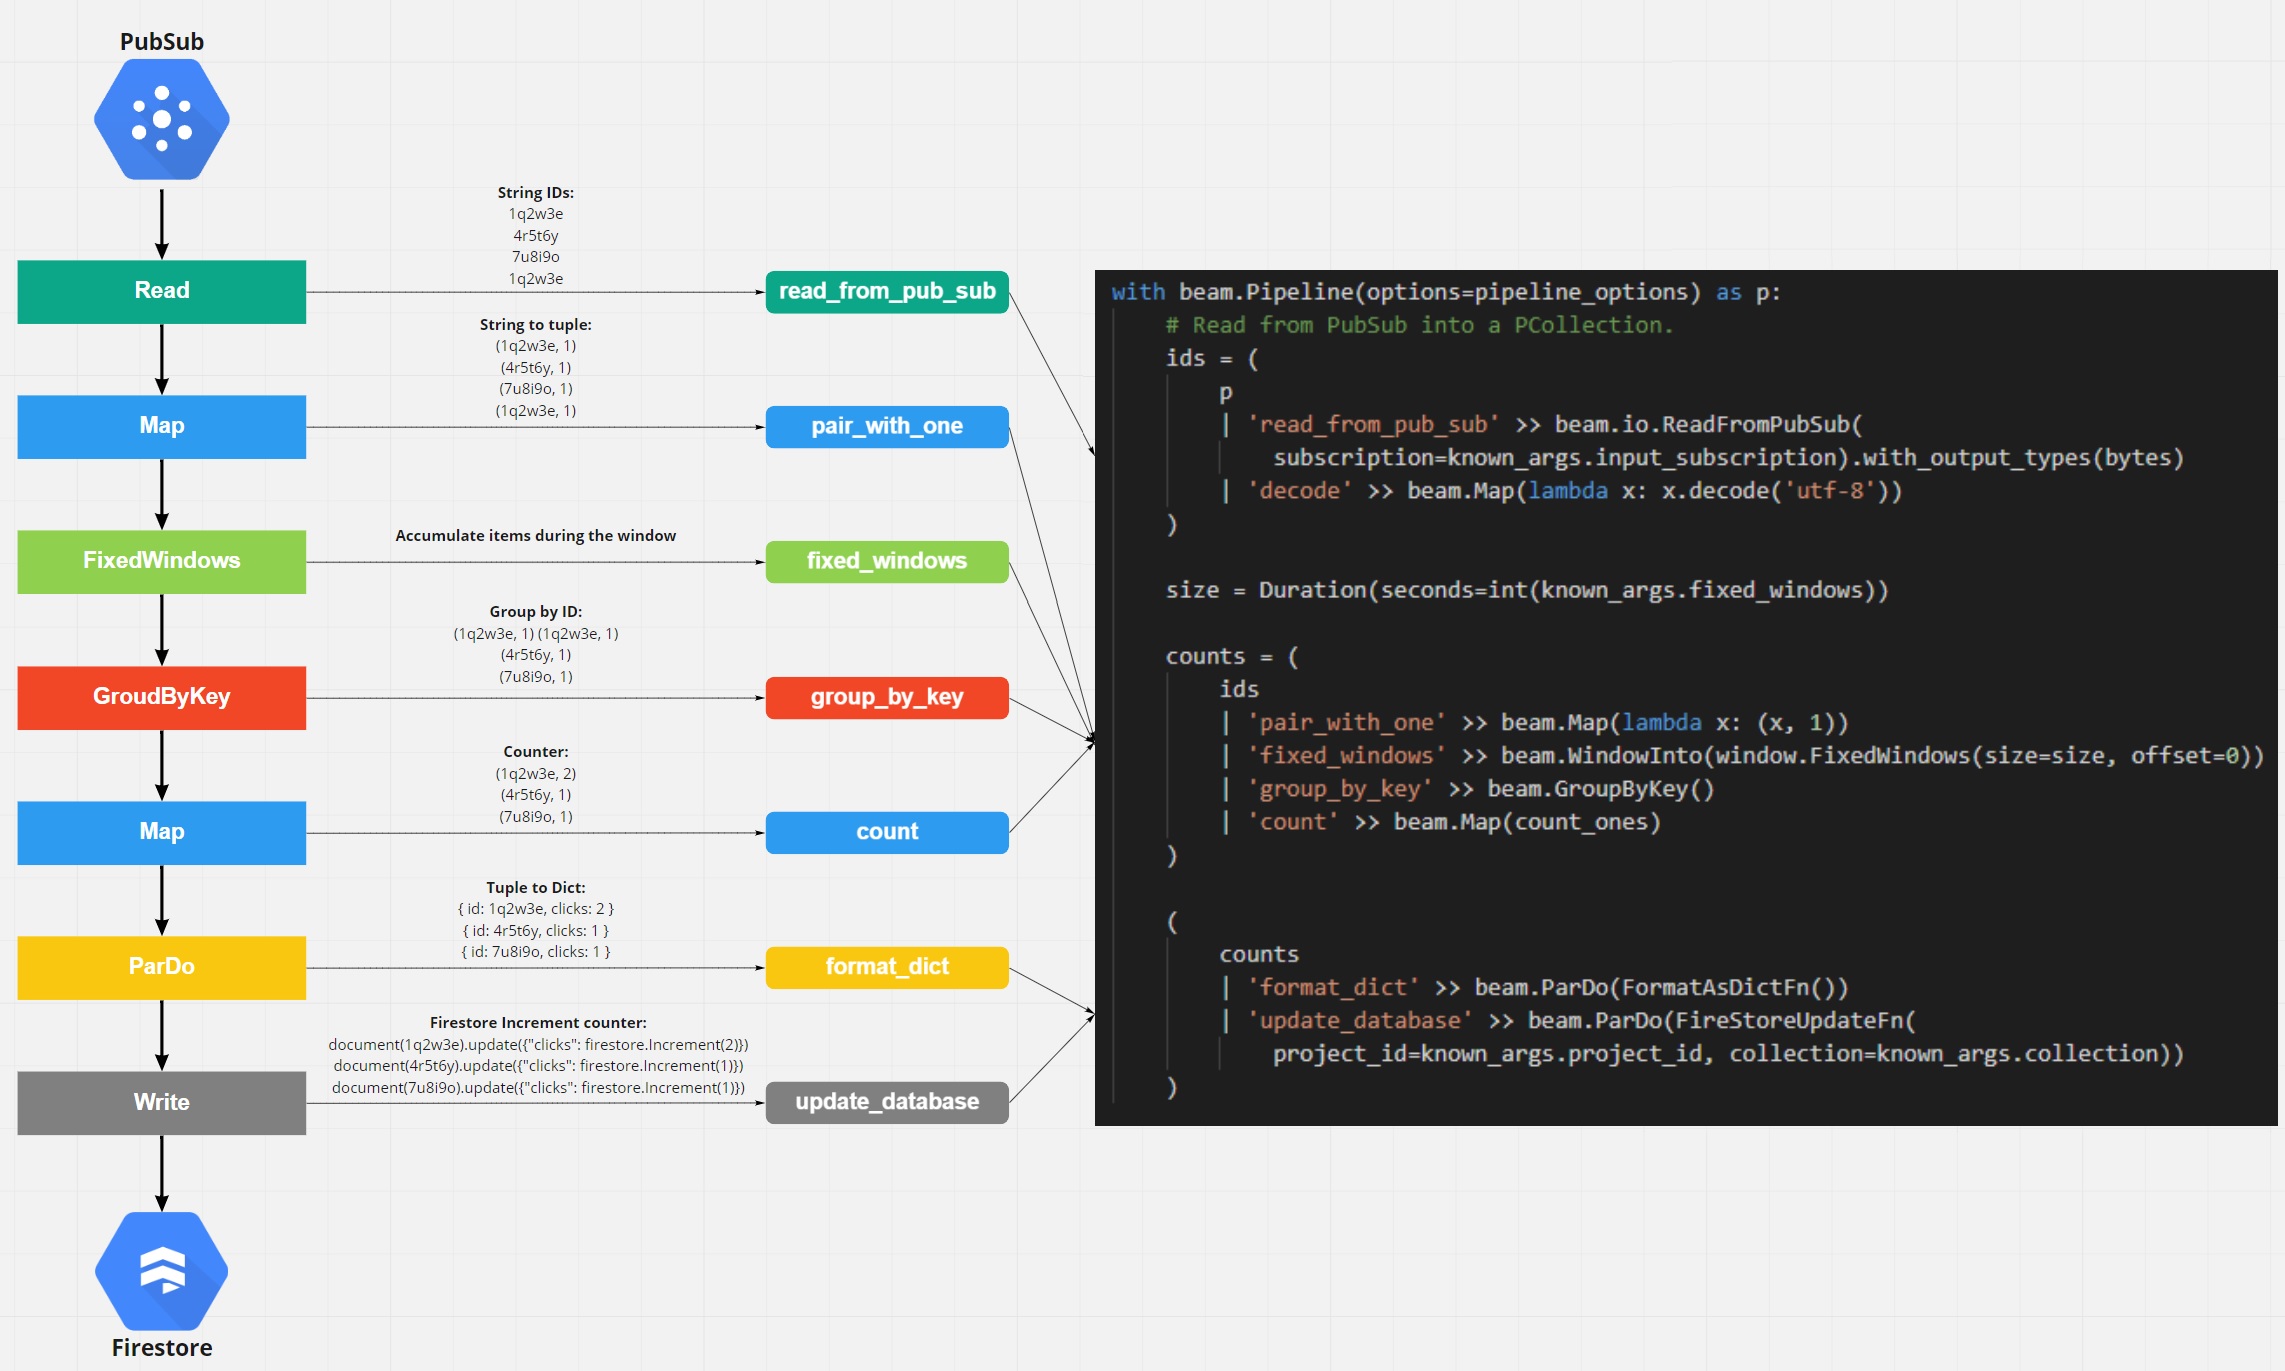 PubSub
String IDs:
1q2w3e
4r5t6y
7u8i9o
1q2w3e
Read
read_from_pub_sub
String to tuple:
(1q2w3e, 1)
(4r5t6y, 1)
(7u8i9o, 1)
(1q2w3e, 1)
Map
pair_with_one
Accumulate items during the window
FixedWindows
fixed_windows
Group by ID:
(1q2w3e, 1) (1q2w3e, 1)
(4r5t6y, 1)
(7u8i9o, 1)
GroudByKey
group_by_key
Counter:
(1q2w3e, 2)
(4r5t6y, 1)
(7u8i9o, 1)
Map
count
Tuple to Dict:
{ id: 1q2w3e, clicks: 2 }
{ id: 4r5t6y, clicks: 1 }
{ id: 7u8i9o, clicks: 1 }
ParDo
format_dict
Firestore Increment counter:
document(1q2w3e).update({"clicks": firestore.Increment(2)})
document(4r5t6y).update({"clicks": firestore.Increment(1)})
document(7u8i9o).update({"clicks": firestore.Increment(1)})
Write
update_database
Firestore
with beam.Pipeline(options=pipeline_options) as p:
# Read from PubSub into a PCollection.
ids = (
p
| 'read_from_pub_sub' >> beam.io.ReadFromPubSub(
subscription=known_args.input_subscription).with_output_types(bytes)
| 'decode' >> beam.Map(lambda x: x.decode('utf-8'))
)
size = Duration(seconds=int(known_args.fixed_windows))
counts = (
ids
| 'pair_with_one' >> beam.Map(lambda x: (x, 1))
| 'fixed_windows' >> beam.WindowInto(window.FixedWindows(size=size, offset=0))
| 'group_by_key' >> beam.GroupByKey()
| 'count' >> beam.Map(count_ones)
)
(
counts
| 'format_dict' >> beam.ParDo(FormatAsDictFn())
| 'update_database' >> beam.ParDo(FireStoreUpdateFn(
project_id=known_args.project_id, collection=known_args.collection))
)